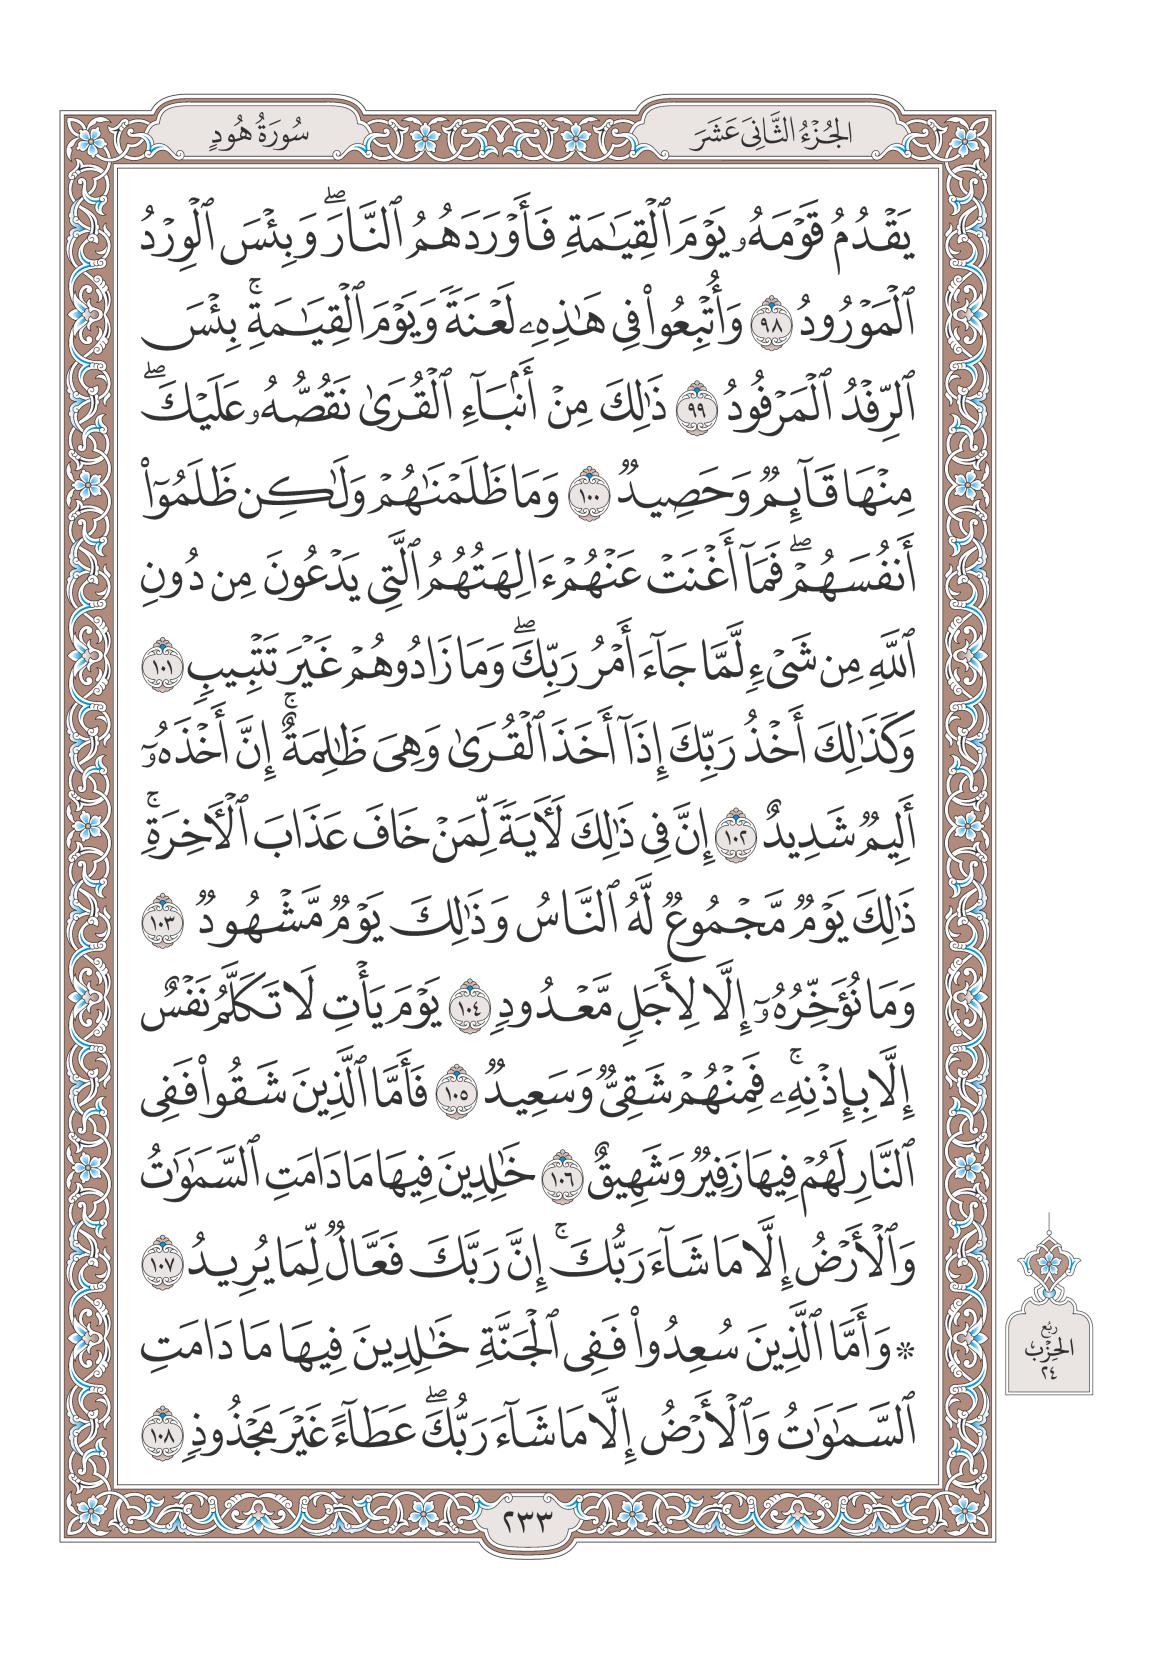 الجُزْءُ الثَّانِيَ عَشَرَ
سُورَةُ هُودٍ
يَقۡدُمُ قَوۡمَهُۥ يَوۡمَ ٱلۡقِيَٰمَةِ فَأَوۡرَدَهُمُ ٱلنَّارَۖ وَبِئۡسَ ٱلۡوِرۡدُ
ٱلۡمَوۡرُودُ ٩٨ وَأُتۡبِعُواْ فِي هَٰذِهِۦ لَعۡنَةٗ وَيَوۡمَ ٱلۡقِيَٰمَةِۚ بِئۡسَ
ٱلرِّفۡدُ ٱلۡمَرۡفُودُ ٩٩ ذَٰلِكَ مِنۡ أَنۢبَآءِ ٱلۡقُرَىٰ نَقُصُّهُۥ عَلَيۡكَۖ
مِنۡهَا قَآئِمٞ وَحَصِيدٞ ١٠٠ وَمَا ظَلَمۡنَٰهُمۡ وَلَٰكِن ظَلَمُوٓاْ
أَنفُسَهُمۡۖ فَمَآ أَغۡنَتۡ عَنۡهُمۡ ءَالِهَتُهُمُ ٱلَّتِي يَدۡعُونَ مِن دُونِ
ٱللَّهِ مِن شَيۡءٖ لَّمَّا جَآءَ أَمۡرُ رَبِّكَۖ وَمَا زَادُوهُمۡ غَيۡرَ تَتۡبِيبٖ ١٠١
وَكَذَٰلِكَ أَخۡذُ رَبِّكَ إِذَآ أَخَذَ ٱلۡقُرَىٰ وَهِيَ ظَٰلِمَةٌۚ إِنَّ أَخۡذَهُۥٓ
أَلِيمٞ شَدِيدٌ ١٠٢ إِنَّ فِي ذَٰلِكَ لَأٓيَةٗ لِّمَنۡ خَافَ عَذَابَ ٱلۡأٓخِرَةِۚ
ذَٰلِكَ يَوۡمٞ مَّجۡمُوعٞ لَّهُ ٱلنَّاسُ وَذَٰلِكَ يَوۡمٞ مَّشۡهُودٞ ١٠٣
وَمَا نُؤَخِّرُهُۥٓ إِلَّا لِأَجَلٖ مَّعۡدُودٖ ١٠٤ يَوۡمَ يَأۡتِ لَا تَكَلَّمُ نَفۡسٌ
إِلَّا بِإِذۡنِهِۦۚ فَمِنۡهُمۡ شَقِيّٞ وَسَعِيدٞ ١٠٥ فَأَمَّا ٱلَّذِينَ شَقُواْ فَفِي
ٱلنَّارِ لَهُمۡ فِيهَا زَفِيرٞ وَشَهِيقٌ ١٠٦ خَٰلِدِينَ فِيهَا مَا دَامَتِ ٱلسَّمَٰوَٰتُ
وَٱلۡأَرۡضُ إِلَّا مَا شَآءَ رَبُّكَۚ إِنَّ رَبَّكَ فَعَّالٞ لِّمَا يُرِيدُ ١٠٧
۞ وَأَمَّا ٱلَّذِينَ سُعِدُواْ فَفِي ٱلۡجَنَّةِ خَٰلِدِينَ فِيهَا مَا دَامَتِ
ٱلسَّمَٰوَٰتُ وَٱلۡأَرۡضُ إِلَّا مَا شَآءَ رَبُّكَۖ عَطَآءً غَيۡرَ مَجۡذُوذٖ ١٠٨
رُبُع
الحِزْب
٢٤
٢٣٣